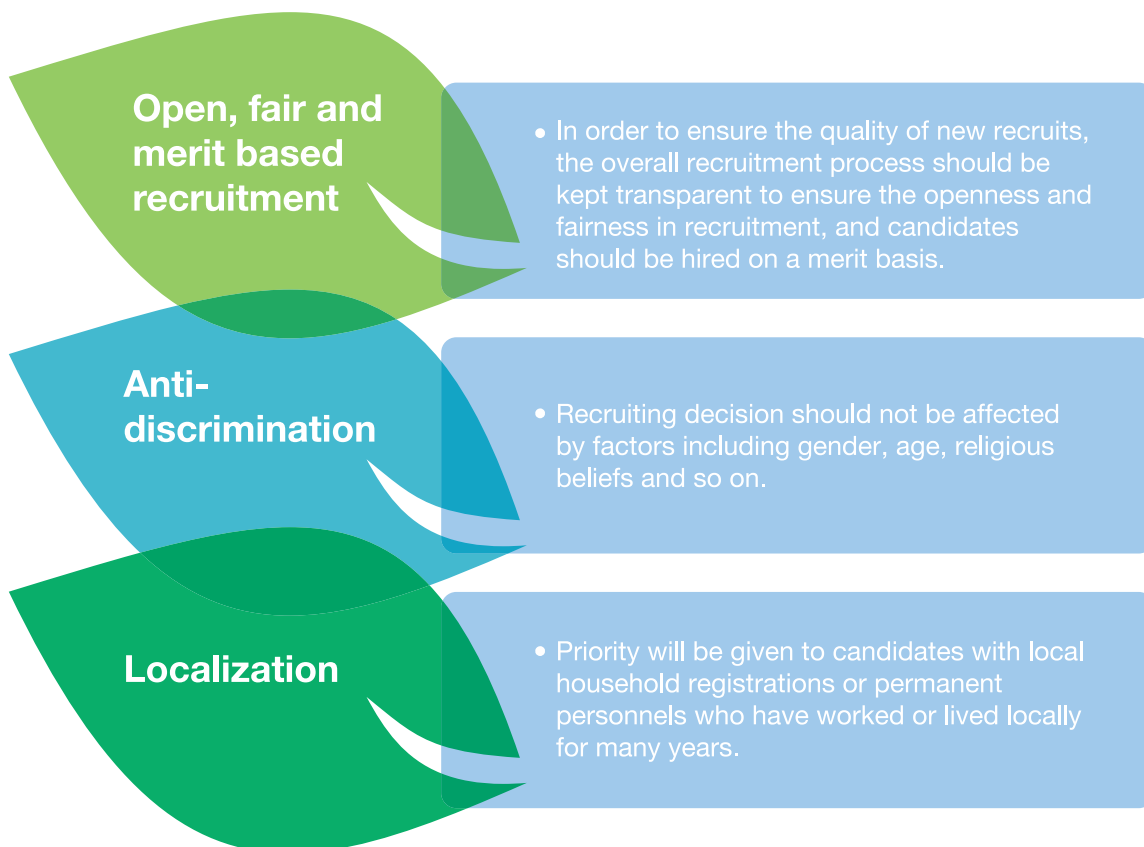 Open, fair and
merit based
recruitment
• In order to ensure the quality of new recruits,
the overall recruitment process should be
kept transparent to ensure the openness and
fairness in recruitment, and candidates
should be hired on a merit basis.
Anti-
discrimination
• Recruiting decision should not be affected
by factors including gender, age, religious
beliefs and so on.
Localization
• Priority will be given to candidates with local
household registrations or permanent
personnels who have worked or lived locally
for many years.